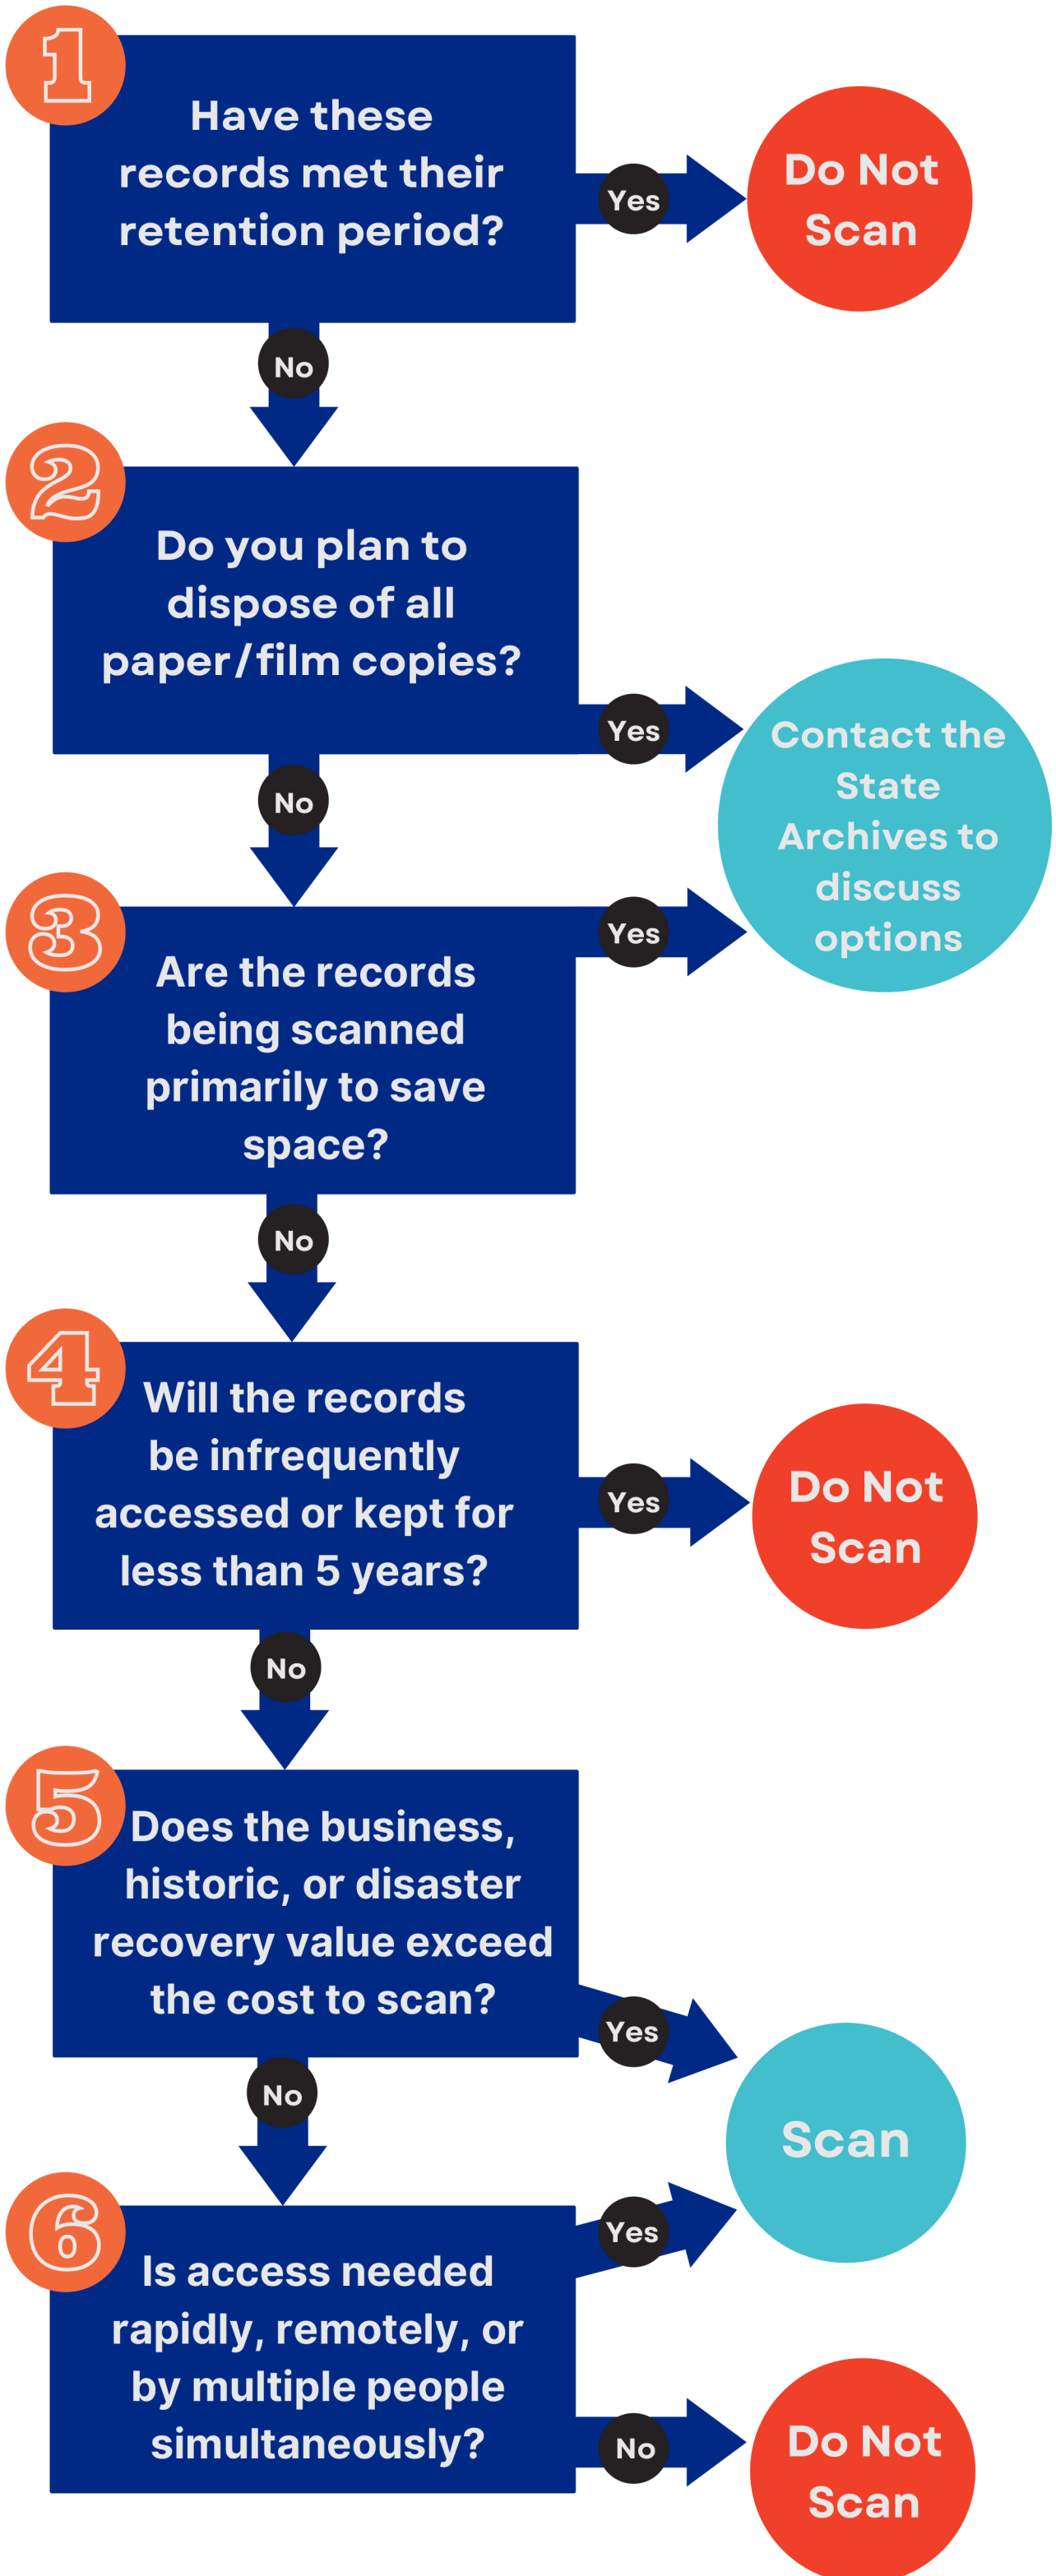 1
Have these
records met their
retention period?
Yes
Do Not
Scan
No
2
Do you plan to
dispose of all
paper/film copies?
Yes
Contact the
State
Archives to
discuss
options
No
3
Are the records
being scanned
primarily to save
space?
Yes
No
4
Will the records
be infrequently
accessed or kept for
less than 5 years?
Yes
Do Not
Scan
No
5
Does the business,
historic, or disaster
recovery value exceed
the cost to scan?
Yes
Scan
No
6
Is access needed
rapidly, remotely, or
by multiple people
simultaneously?
Yes
No
Do Not
Scan